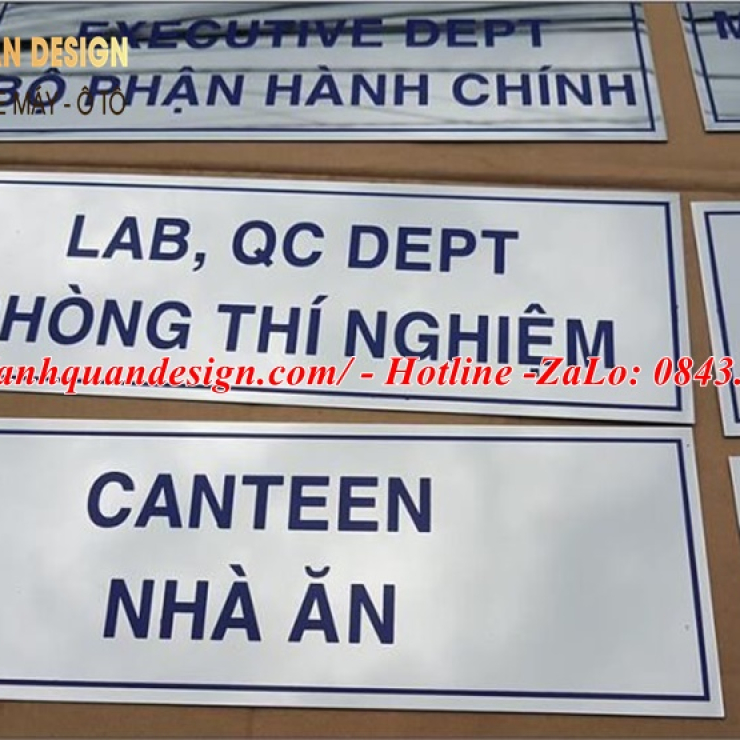 AN DESIGN
EXECUTIVE DEPT
BỘ PHẬN HÀNH CHÍNH
E MÁY - Ô TÔ
M
LAB, QC DEPT
HÒNG THÍ NGHIỆM
anhquandesign.com/ - Hotline -ZaLo: 0843.
CANTEEN
NHÀ ĂN